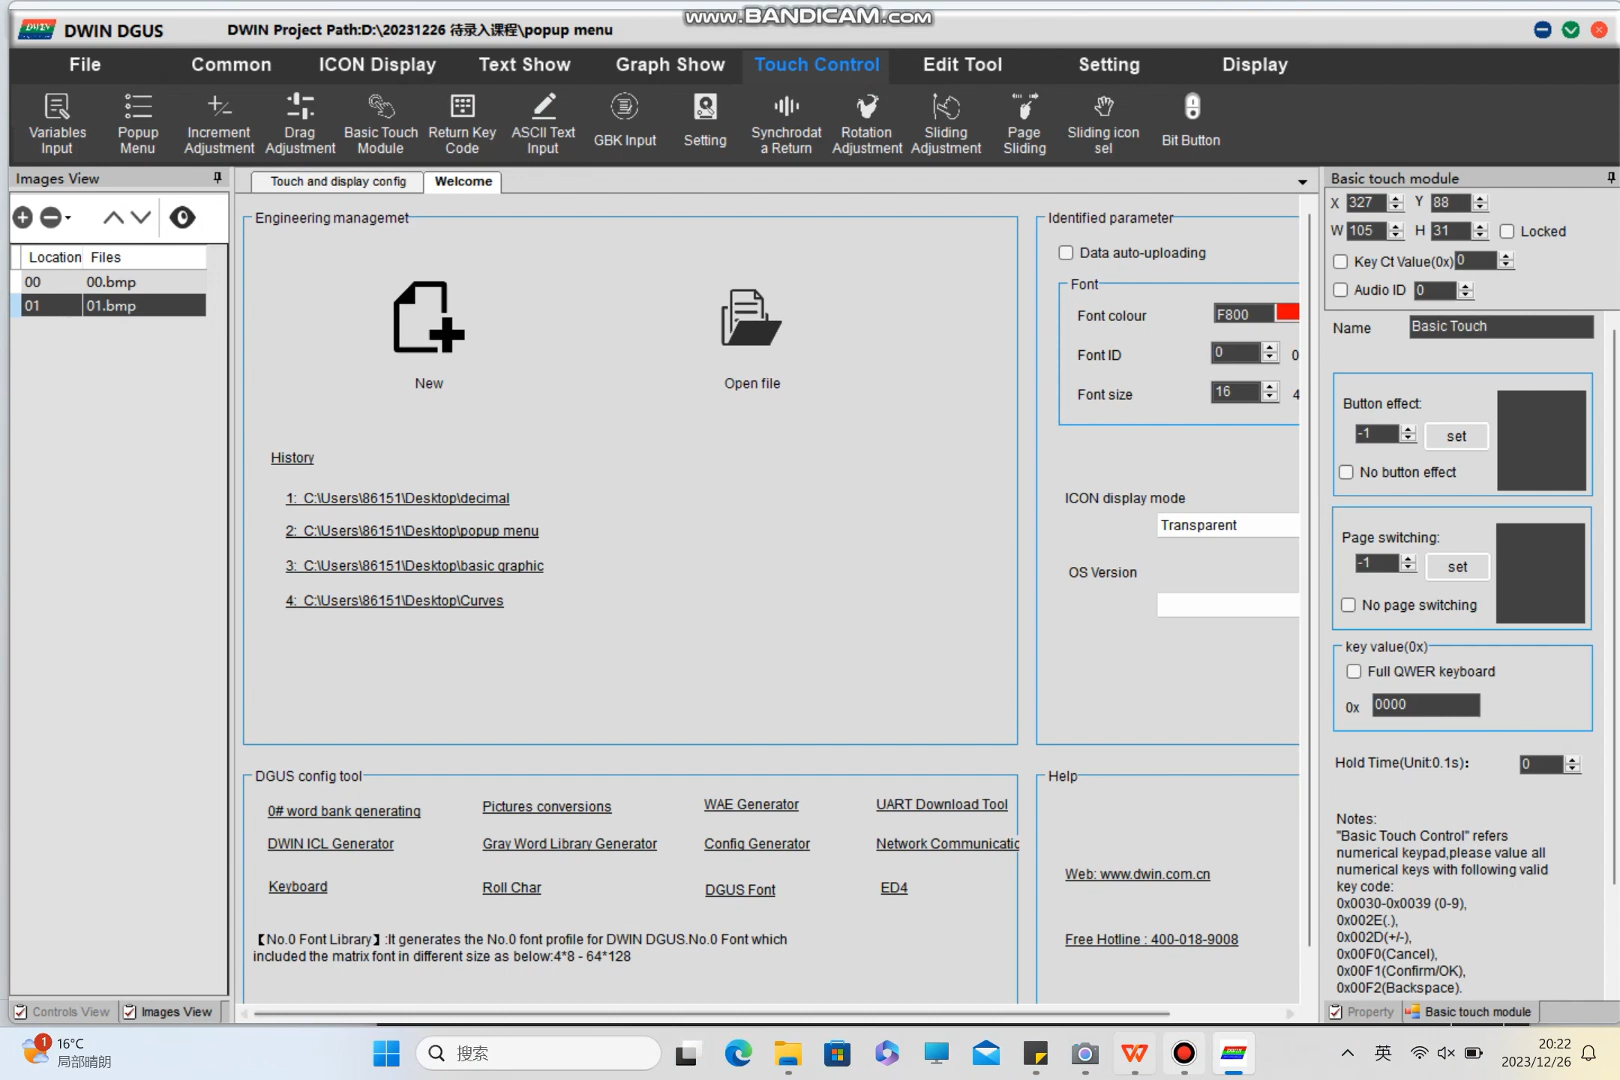 www.BANDICAM.com
DWIN DGUS
DWIN Project Path:D:\20231226 待录入课程\popup menu
File
Common
ICON Display
Text Show
Graph Show
Touch Control
Edit Tool
Setting
Display
Variables Input
Popup Menu
Increment Adjustment
Drag Adjustment
Basic Touch Module
Return Key Code
ASCII Text Input
GBK Input
Setting
Synchrodat a Return
Rotation Adjustment
Sliding Adjustment
Page Sliding
Sliding icon sel
Bit Button
Images View
Location Files
00 00.bmp
01 01.bmp
Touch and display config
Welcome
Engineering managemet
New
Open file
History
1: C:\Users\86151\Desktop\decimal
2: C:\Users\86151\Desktop\popup menu
3: C:\Users\86151\Desktop\basic graphic
4: C:\Users\86151\Desktop\Curves
Identified parameter
Data auto-uploading
Font
Font colour F800
Font ID 0 0
Font size 16 4
ICON display mode
Transparent
OS Version
DGUS config tool
0# word bank generating
Pictures conversions
WAE Generator
UART Download Tool
DWIN ICL Generator
Gray Word Library Generator
Config Generator
Network Communicatic
Keyboard
Roll Char
DGUS Font
ED4
【No.0 Font Library】:It generates the No.0 font profile for DWIN DGUS.No.0 Font which
included the matrix font in different size as below:4*8 - 64*128
Help
Web: www.dwin.com.cn
Free Hotline : 400-018-9008
Basic touch module
X 327 Y 88
W 105 H 31 Locked
Key Ct Value(0x) 0
Audio ID 0
Name Basic Touch
Button effect:
-1 set
No button effect
Page switching:
-1 set
No page switching
key value(0x)
Full QWER keyboard
0x 0000
Hold Time(Unit:0.1s): 0
Notes:
"Basic Touch Control" refers
numerical keypad,please value all
numerical keys with following valid
key code:
0x0030-0x0039 (0-9),
0x002E(.),
0x002D(+/-),
0x00F0(Cancel),
0x00F1(Confirm/OK),
0x00F2(Backspace).
Controls View
Images View
Property
Basic touch module
1
16°C
局部晴朗
搜索
英
20:22
2023/12/26